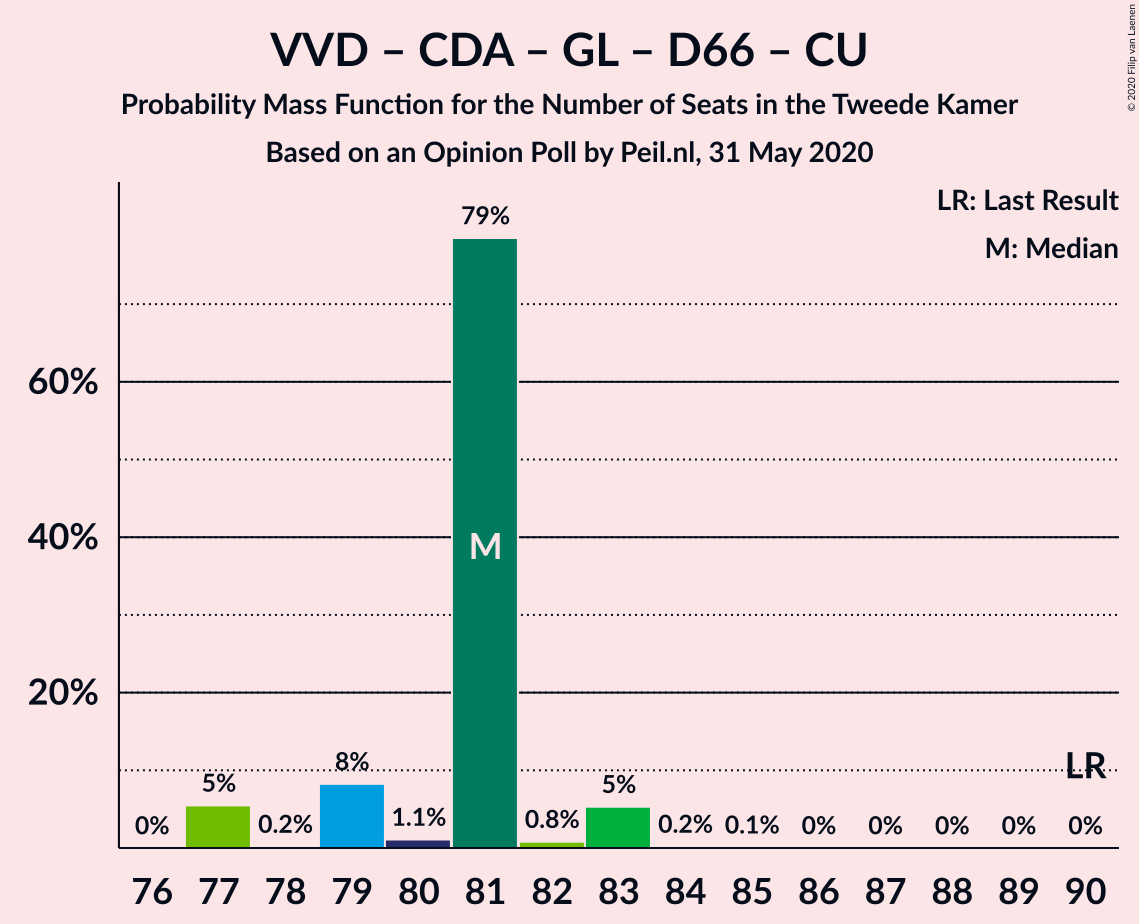 © 2020 Filip van Laenen
VVD – CDA – GL – D66 – CU
Probability Mass Function for the Number of Seats in the Tweede Kamer
Based on an Opinion Poll by Peil.nl, 31 May 2020
LR: Last Result
M: Median
79%
60%
40%
M
20%
LR
0% 5% 0.2% 8% 1.1% 0.8% 5% 0.2% 0.1% 0% 0% 0% 0% 0%
76 77 78 79 80 81 82 83 84 85 86 87 88 89 90